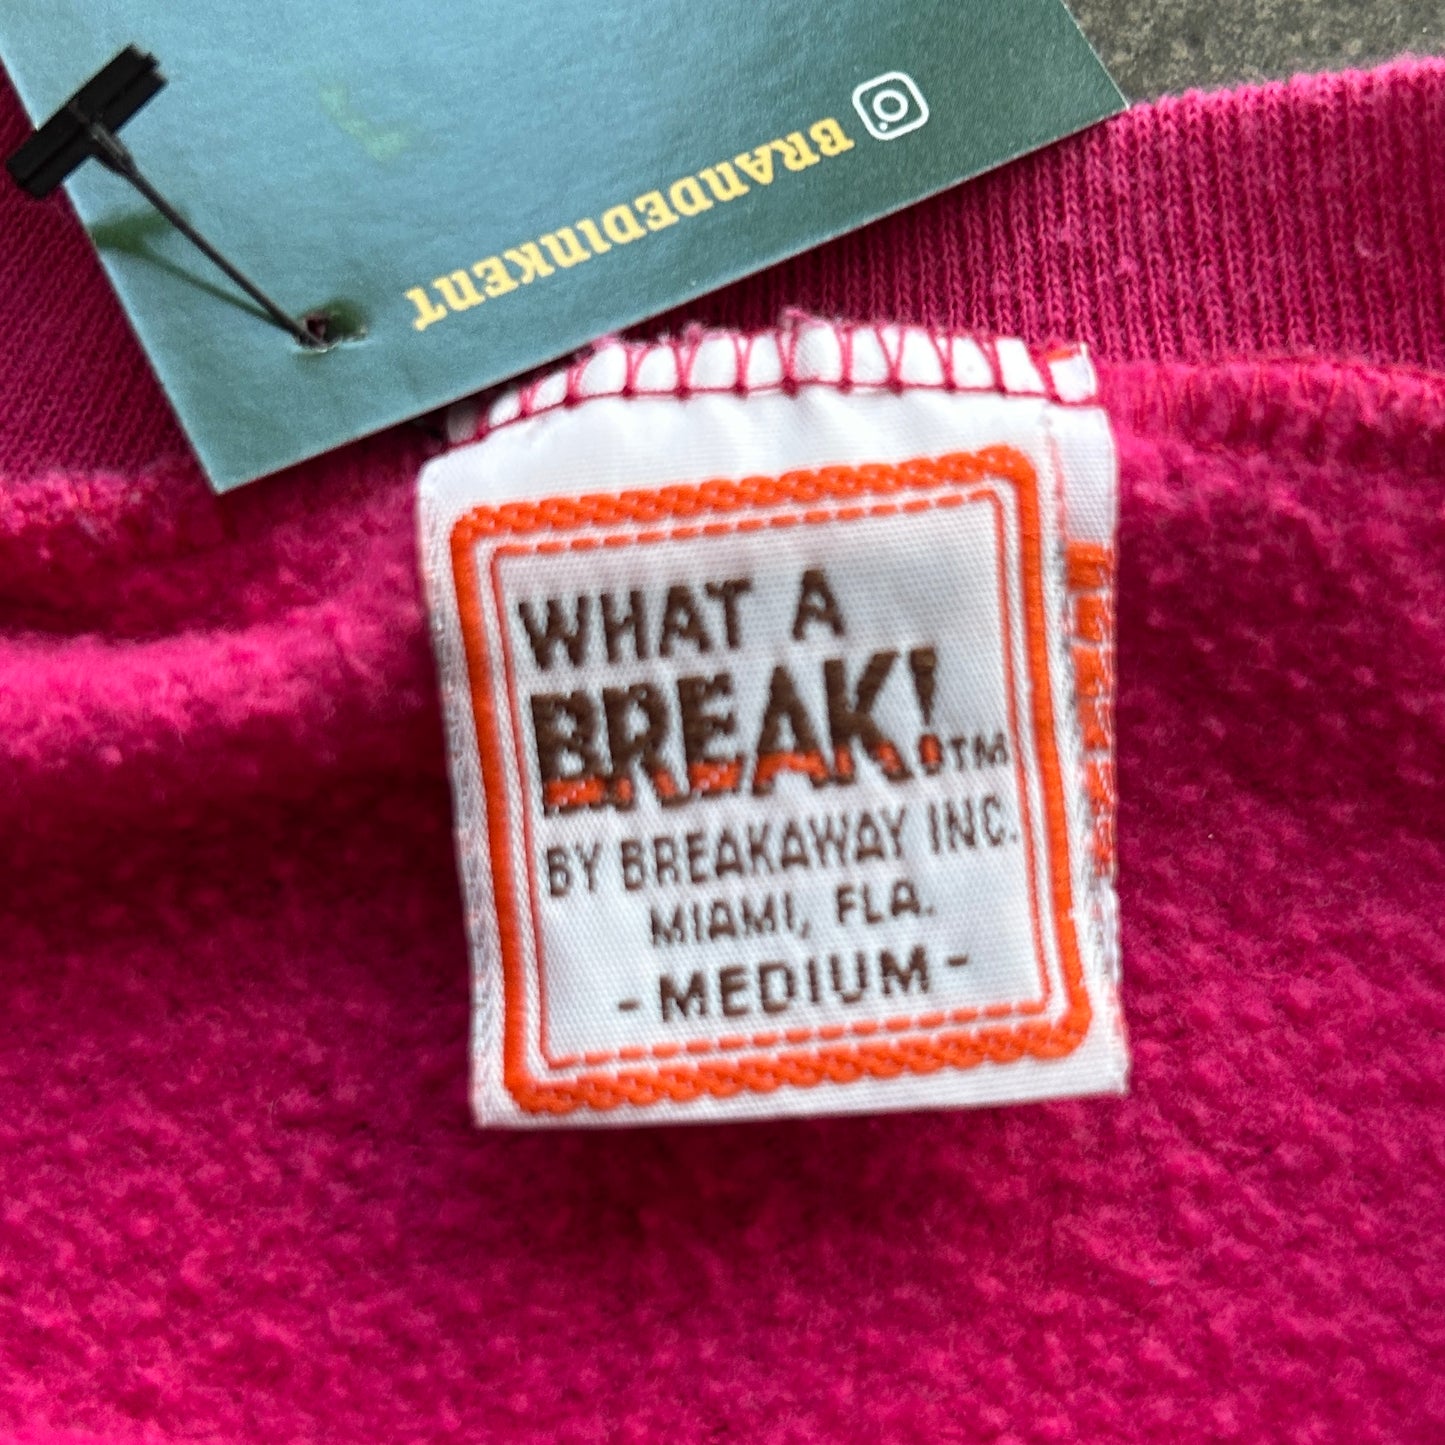 BRANDEDINKENT
WHAT A
BREAK!™
BY BREAKAWAY INC.
MIAMI, FLA.
- MEDIUM -